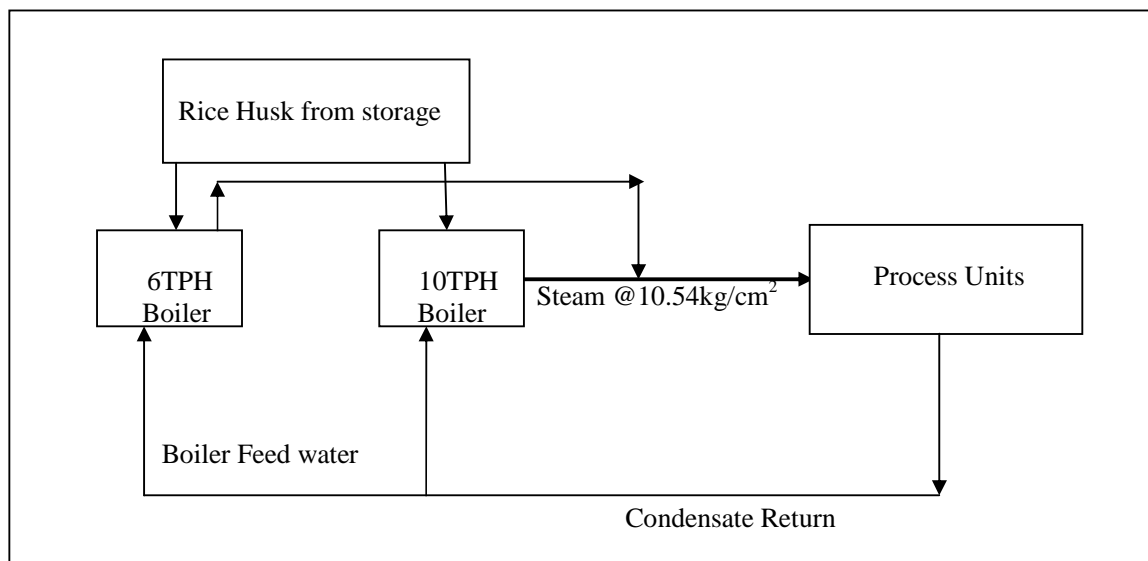 Rice Husk from storage
6TPH
Boiler
10TPH
Boiler
Steam @10.54kg/cm²
Process Units
Boiler Feed water
Condensate Return